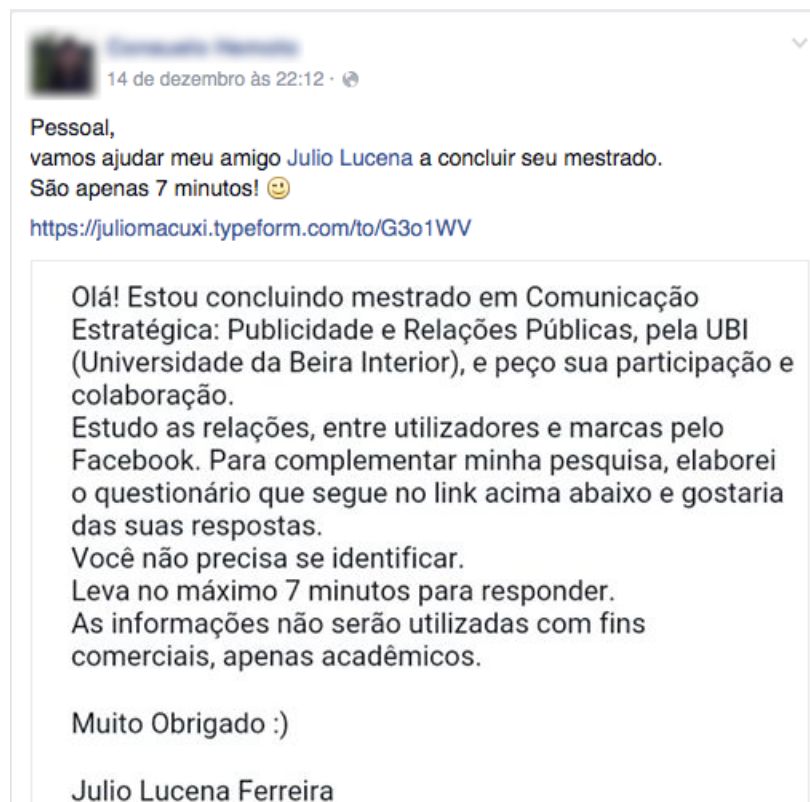 14 de dezembro às 22:12 ·
Pessoal,
vamos ajudar meu amigo Julio Lucena a concluir seu mestrado.
São apenas 7 minutos!
https://juliomacuxi.typeform.com/to/G3o1WV
Olá! Estou concluindo mestrado em Comunicação
Estratégica: Publicidade e Relações Públicas, pela UBI
(Universidade da Beira Interior), e peço sua participação e
colaboração.
Estudo as relações, entre utilizadores e marcas pelo
Facebook. Para complementar minha pesquisa, elaborei
o questionário que segue no link acima abaixo e gostaria
das suas respostas.
Você não precisa se identificar.
Leva no máximo 7 minutos para responder.
As informações não serão utilizadas com fins
comerciais, apenas acadêmicos.
Muito Obrigado :)
Julio Lucena Ferreira